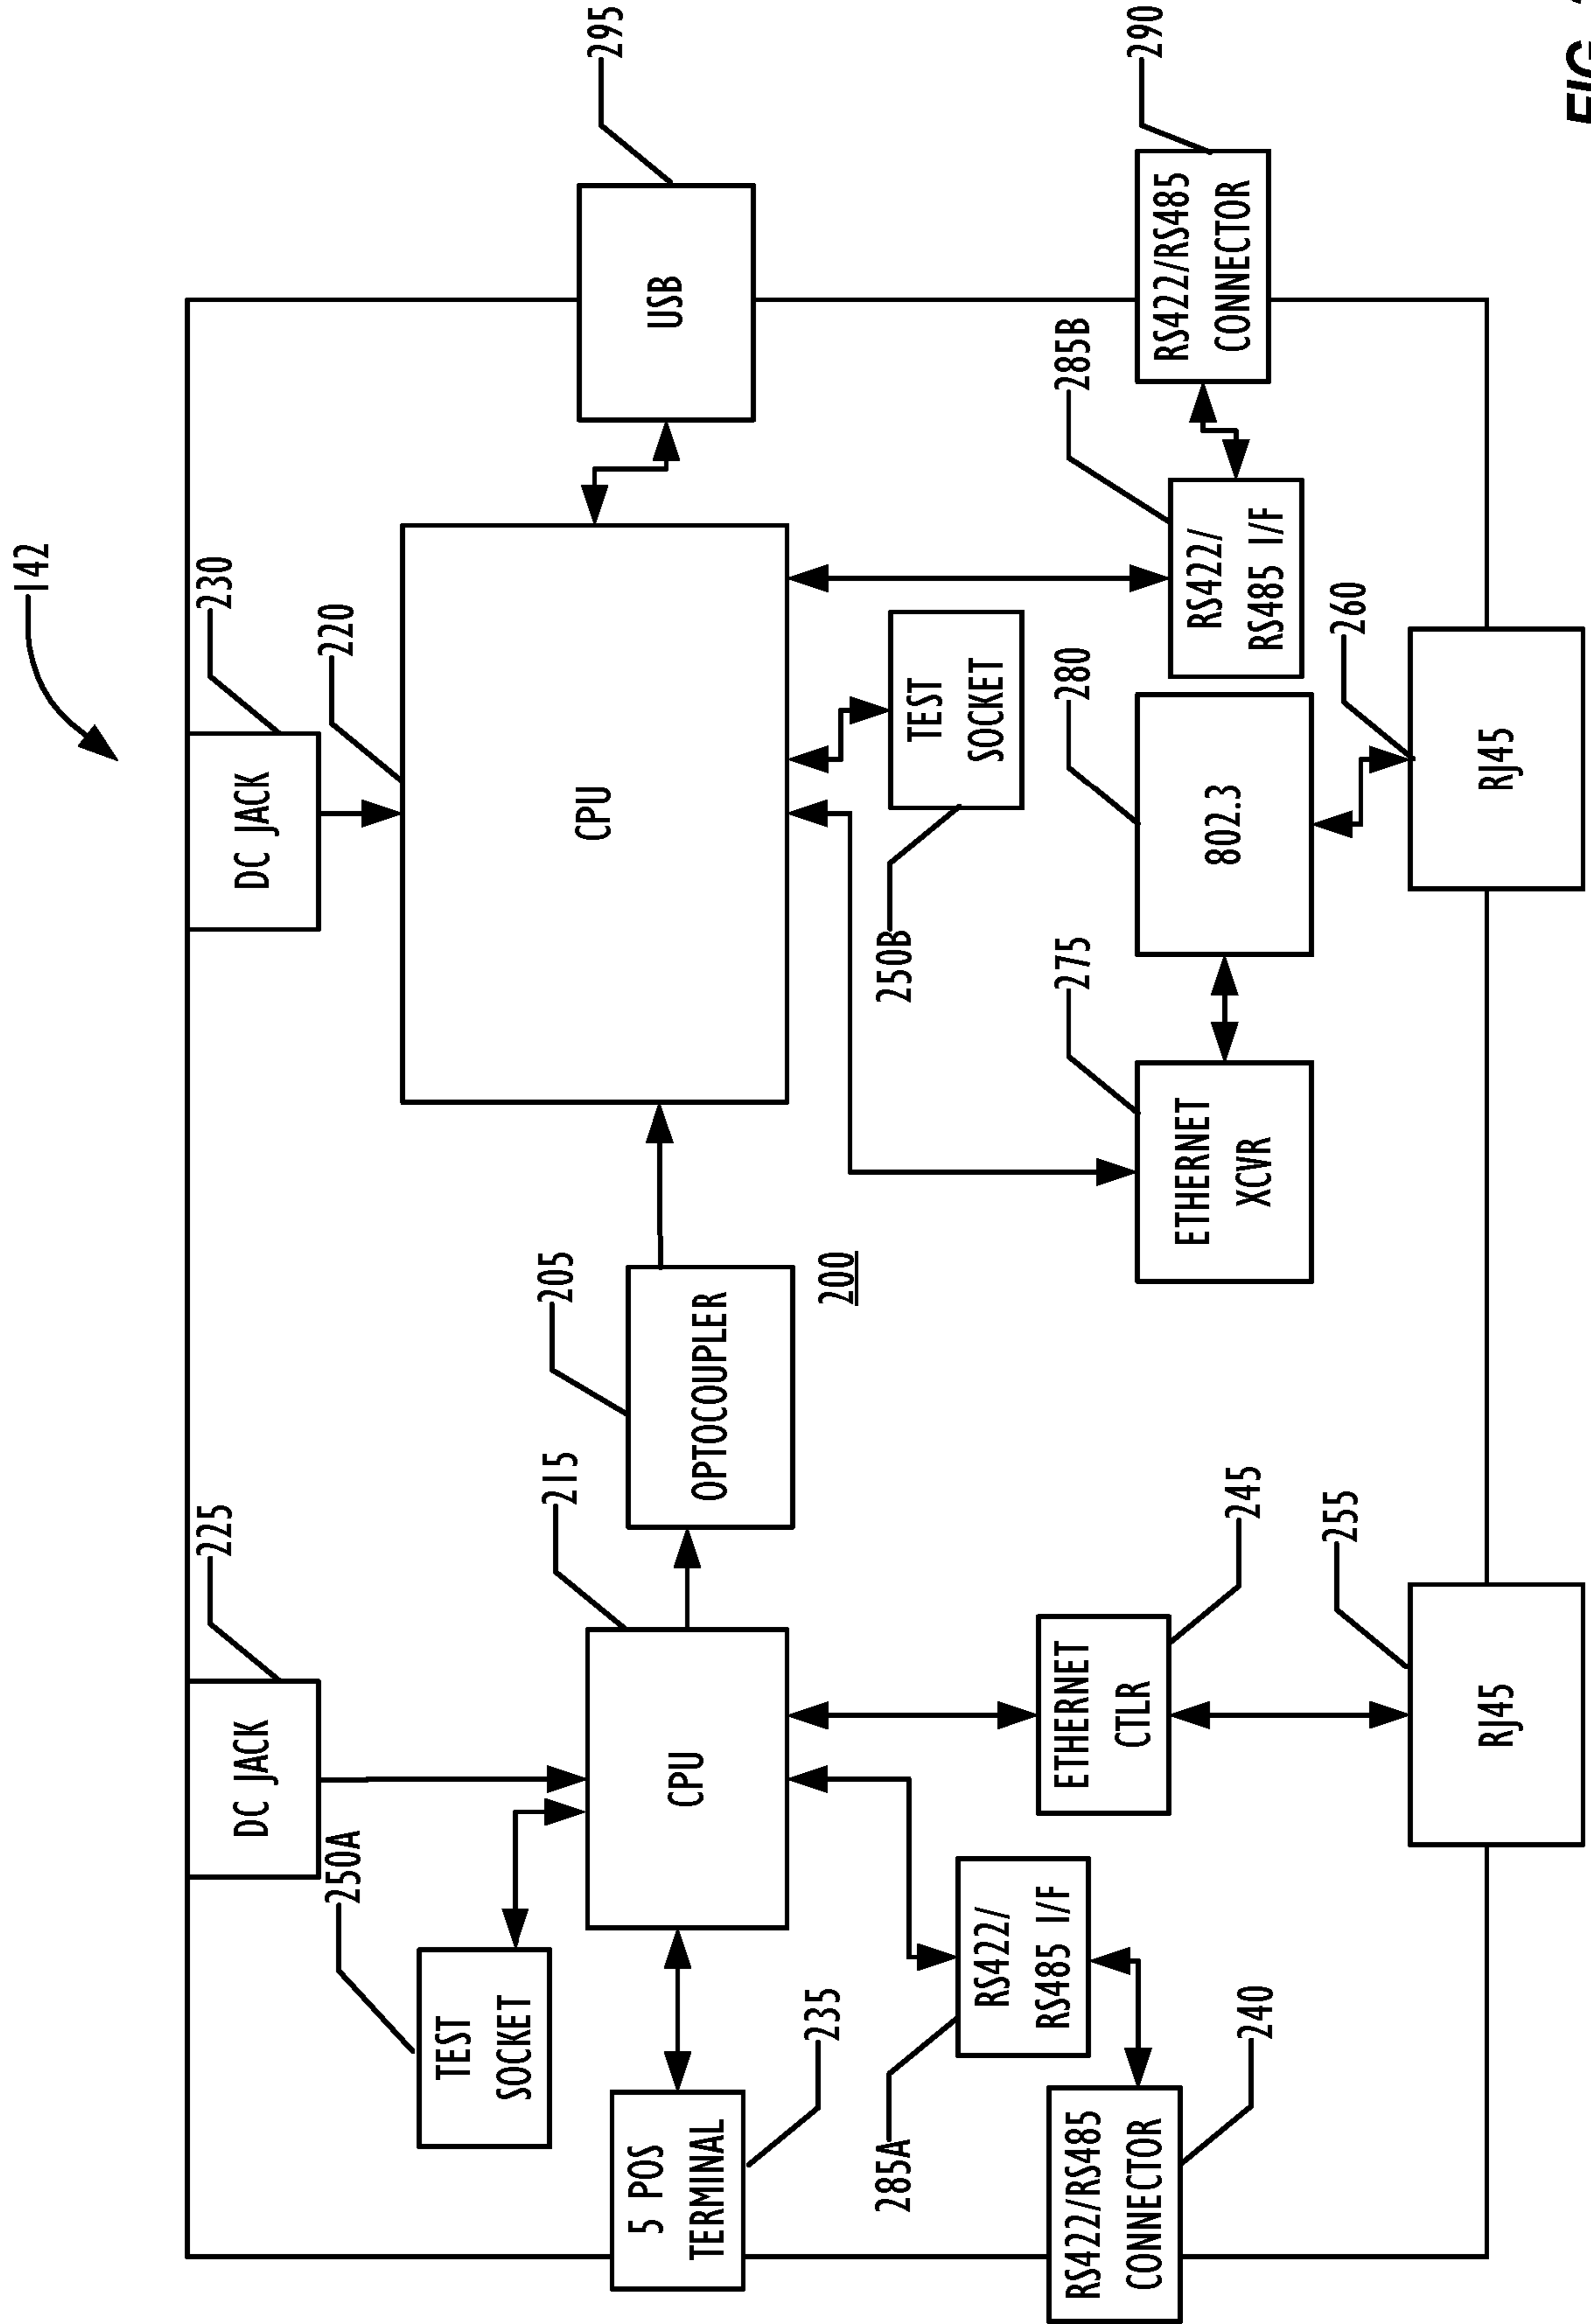 142
225
230
DC JACK
DC JACK
250A
220
TEST
SOCKET
215
205
295
5 POS
TERMINAL
CPU
OPTOCOUPLER
CPU
USB
235
200
285A
250B
TEST
SOCKET
RS422/
RS485 I/F
ETHERNET
CTLR
275
280
285B
290
RS422/RS485
CONNECTOR
240
245
ETHERNET
XCVR
802.3
RS422/
RS485 I/F
RS422/RS485
CONNECTOR
255
260
RJ45
RJ45
FIG.